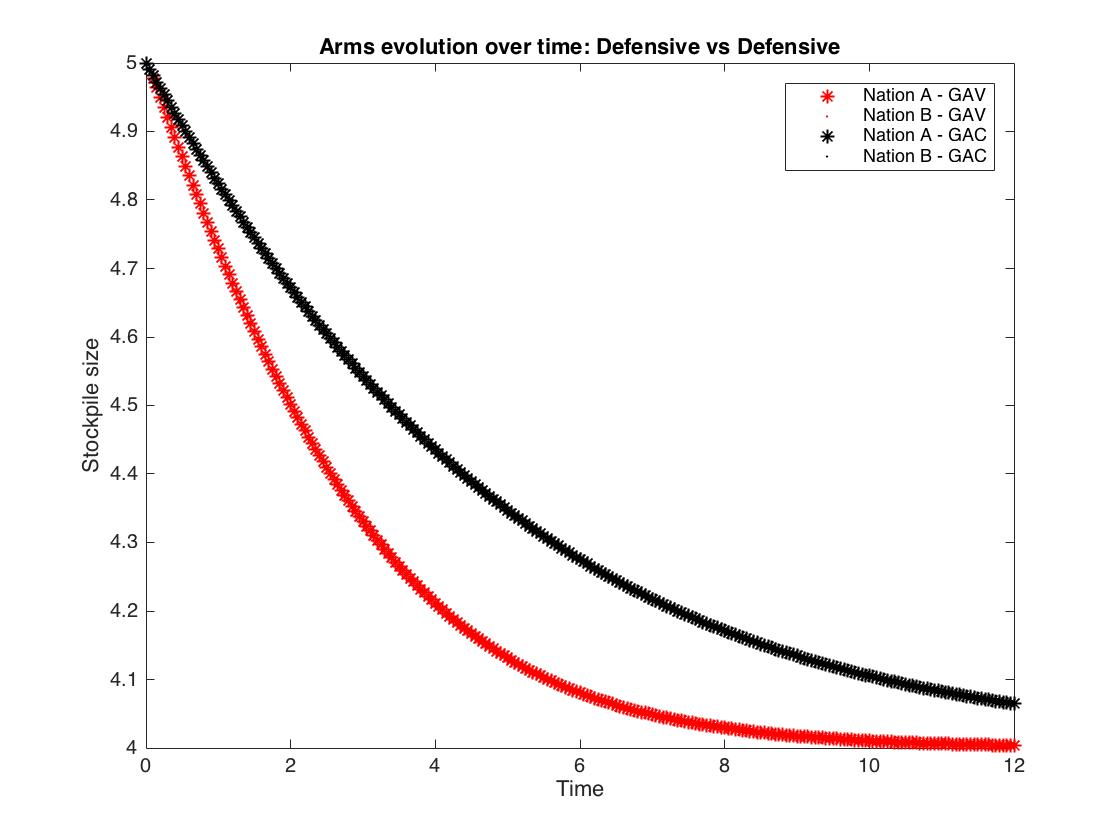 Arms evolution over time: Defensive vs Defensive
5
4.9
4.8
4.7
4.6
4.5
4.4
4.3
4.2
4.1
4
Stockpile size
Nation A - GAV
Nation B - GAV
Nation A - GAC
Nation B - GAC
0 2 4 6 8 10 12
Time